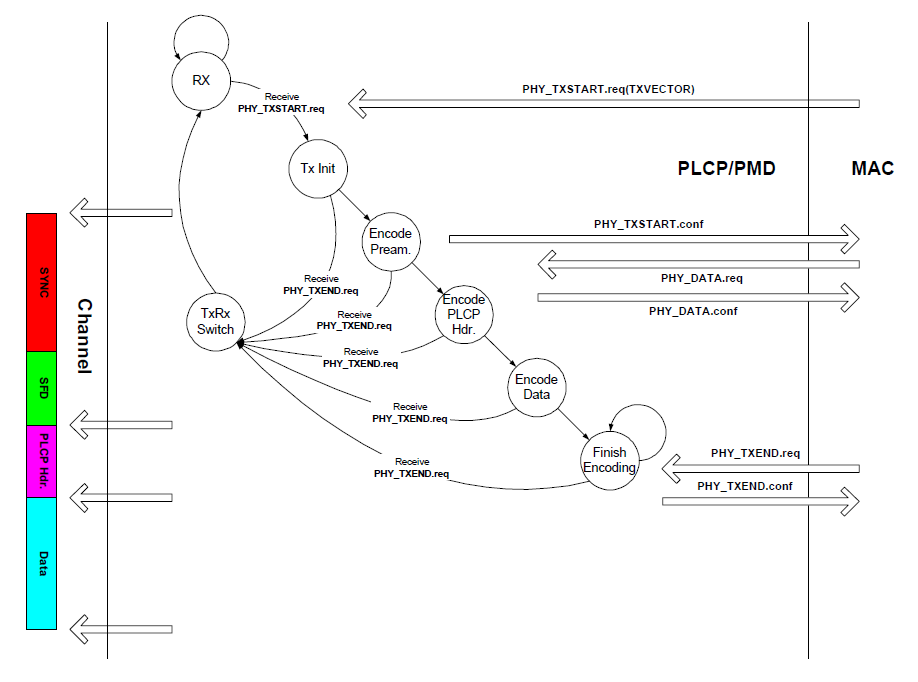 RX
Receive
PHY_TXSTART.req
PHY_TXSTART.req(TXVECTOR)
Tx Init
PLCP/PMD
MAC
Encode
Pream.
PHY_TXSTART.conf
PHY_DATA.req
PHY_DATA.conf
Receive
PHY_TXEND.req
Receive
PHY_TXEND.req
Encode
PLCP
Hdr.
TxRx
Switch
Receive
PHY_TXEND.req
Encode
Data
Receive
PHY_TXEND.req
Finish
Encoding
Receive
PHY_TXEND.req
PHY_TXEND.req
PHY_TXEND.conf
Channel
SYNC
SFD
PLCP Hdr.
Data